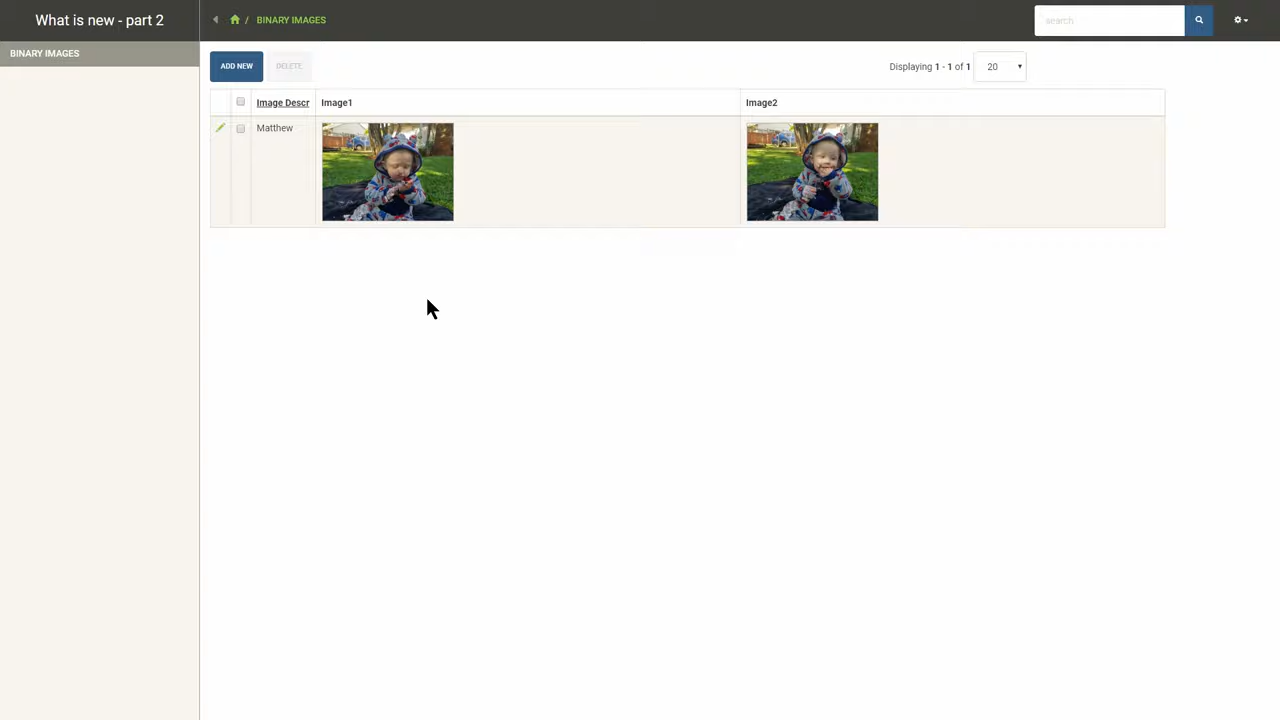 What is new - part 2
/ BINARY IMAGES
search
BINARY IMAGES
ADD NEW
DELETE
Displaying 1 - 1 of 1
20
Image Descr
Image1
Image2
Matthew